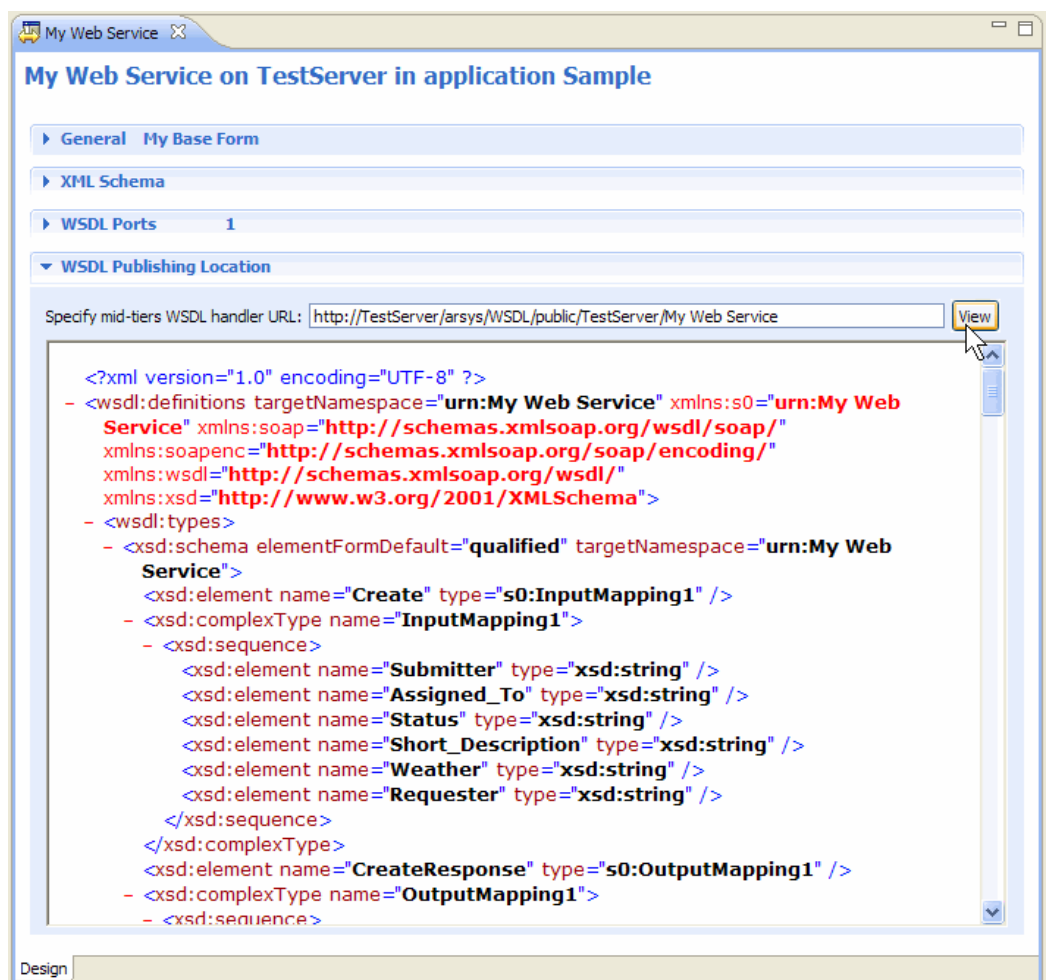 My Web Service
My Web Service on TestServer in application Sample
General My Base Form
XML Schema
WSDL Ports 1
WSDL Publishing Location
Specify mid-tiers WSDL handler URL: http://TestServer/arsys/WSDL/public/TestServer/My Web Service View
<?xml version="1.0" encoding="UTF-8" ?>
- <wsdl:definitions targetNamespace="urn:My Web Service" xmlns:s0="urn:My Web
Service" xmlns:soap="http://schemas.xmlsoap.org/wsdl/soap/"
xmlns:soapenc="http://schemas.xmlsoap.org/soap/encoding/"
xmlns:wsdl="http://schemas.xmlsoap.org/wsdl/"
xmlns:xsd="http://www.w3.org/2001/XMLSchema">
- <wsdl:types>
- <xsd:schema elementFormDefault="qualified" targetNamespace="urn:My Web
Service">
<xsd:element name="Create" type="s0:InputMapping1" />
- <xsd:complexType name="InputMapping1">
- <xsd:sequence>
<xsd:element name="Submitter" type="xsd:string" />
<xsd:element name="Assigned_To" type="xsd:string" />
<xsd:element name="Status" type="xsd:string" />
<xsd:element name="Short_Description" type="xsd:string" />
<xsd:element name="Weather" type="xsd:string" />
<xsd:element name="Requester" type="xsd:string" />
</xsd:sequence>
</xsd:complexType>
<xsd:element name="CreateResponse" type="s0:OutputMapping1" />
- <xsd:complexType name="OutputMapping1">
- <xsd:sequence>
Design